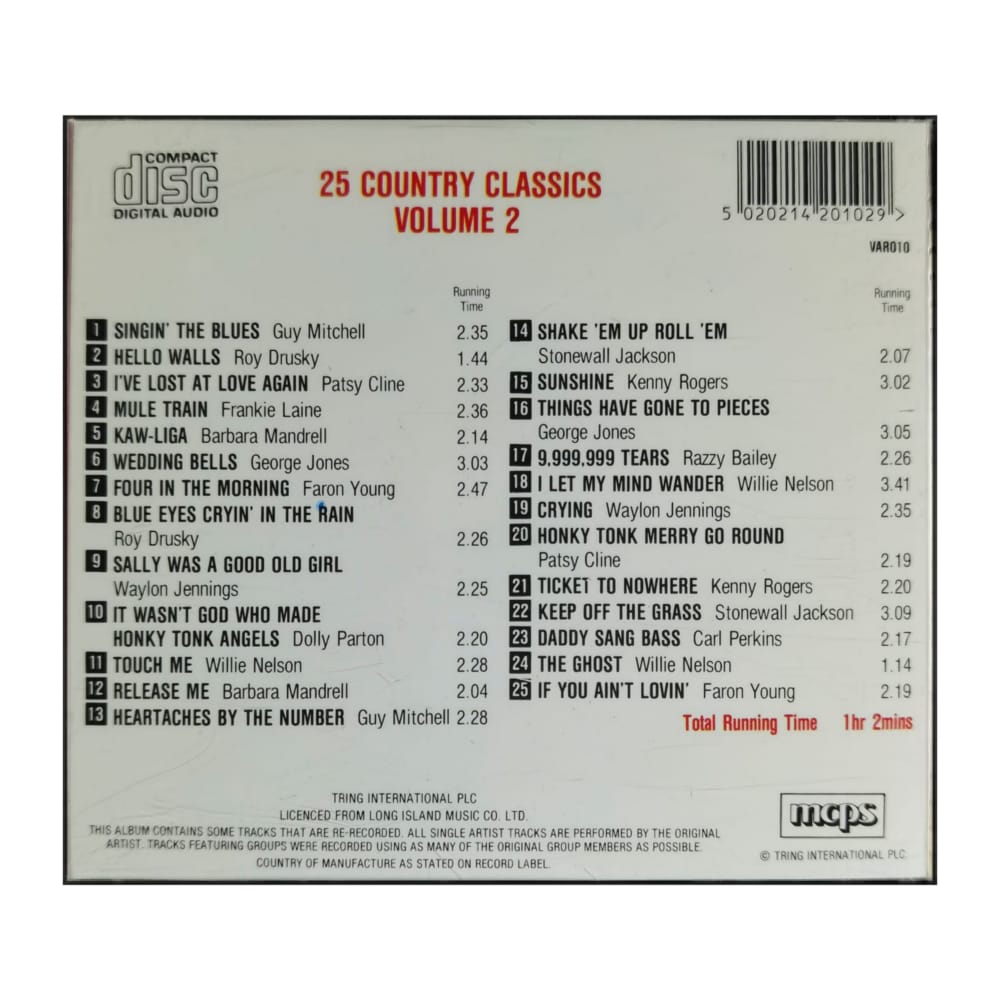 COMPACT
disc
DIGITAL AUDIO
25 COUNTRY CLASSICS
VOLUME 2
5 020214 201029 >
VAR010
Running
Time
1 SINGIN' THE BLUES Guy Mitchell 2.35
2 HELLO WALLS Roy Drusky 1.44
3 I'VE LOST AT LOVE AGAIN Patsy Cline 2.33
4 MULE TRAIN Frankie Laine 2.36
5 KAW-LIGA Barbara Mandrell 2.14
6 WEDDING BELLS George Jones 3.03
7 FOUR IN THE MORNING Faron Young 2.47
8 BLUE EYES CRYIN' IN THE RAIN
Roy Drusky 2.26
9 SALLY WAS A GOOD OLD GIRL
Waylon Jennings 2.25
10 IT WASN'T GOD WHO MADE
HONKY TONK ANGELS Dolly Parton 2.20
11 TOUCH ME Willie Nelson 2.28
12 RELEASE ME Barbara Mandrell 2.04
13 HEARTACHES BY THE NUMBER Guy Mitchell 2.28
Running
Time
14 SHAKE 'EM UP ROLL 'EM
Stonewall Jackson 2.07
15 SUNSHINE Kenny Rogers 3.02
16 THINGS HAVE GONE TO PIECES
George Jones 3.05
17 9,999,999 TEARS Razzy Bailey 2.26
18 I LET MY MIND WANDER Willie Nelson 3.41
19 CRYING Waylon Jennings 2.35
20 HONKY TONK MERRY GO ROUND
Patsy Cline 2.19
21 TICKET TO NOWHERE Kenny Rogers 2.20
22 KEEP OFF THE GRASS Stonewall Jackson 3.09
23 DADDY SANG BASS Carl Perkins 2.17
24 THE GHOST Willie Nelson 1.14
25 IF YOU AIN'T LOVIN' Faron Young 2.19
Total Running Time 1hr 2mins
TRING INTERNATIONAL PLC
LICENCED FROM LONG ISLAND MUSIC CO. LTD.
THIS ALBUM CONTAINS SOME TRACKS THAT ARE RE-RECORDED. ALL SINGLE ARTIST TRACKS ARE PERFORMED BY THE ORIGINAL
ARTIST. TRACKS FEATURING GROUPS WERE RECORDED USING AS MANY OF THE ORIGINAL GROUP MEMBERS AS POSSIBLE.
COUNTRY OF MANUFACTURE AS STATED ON RECORD LABEL.
mcps
© TRING INTERNATIONAL PLC.